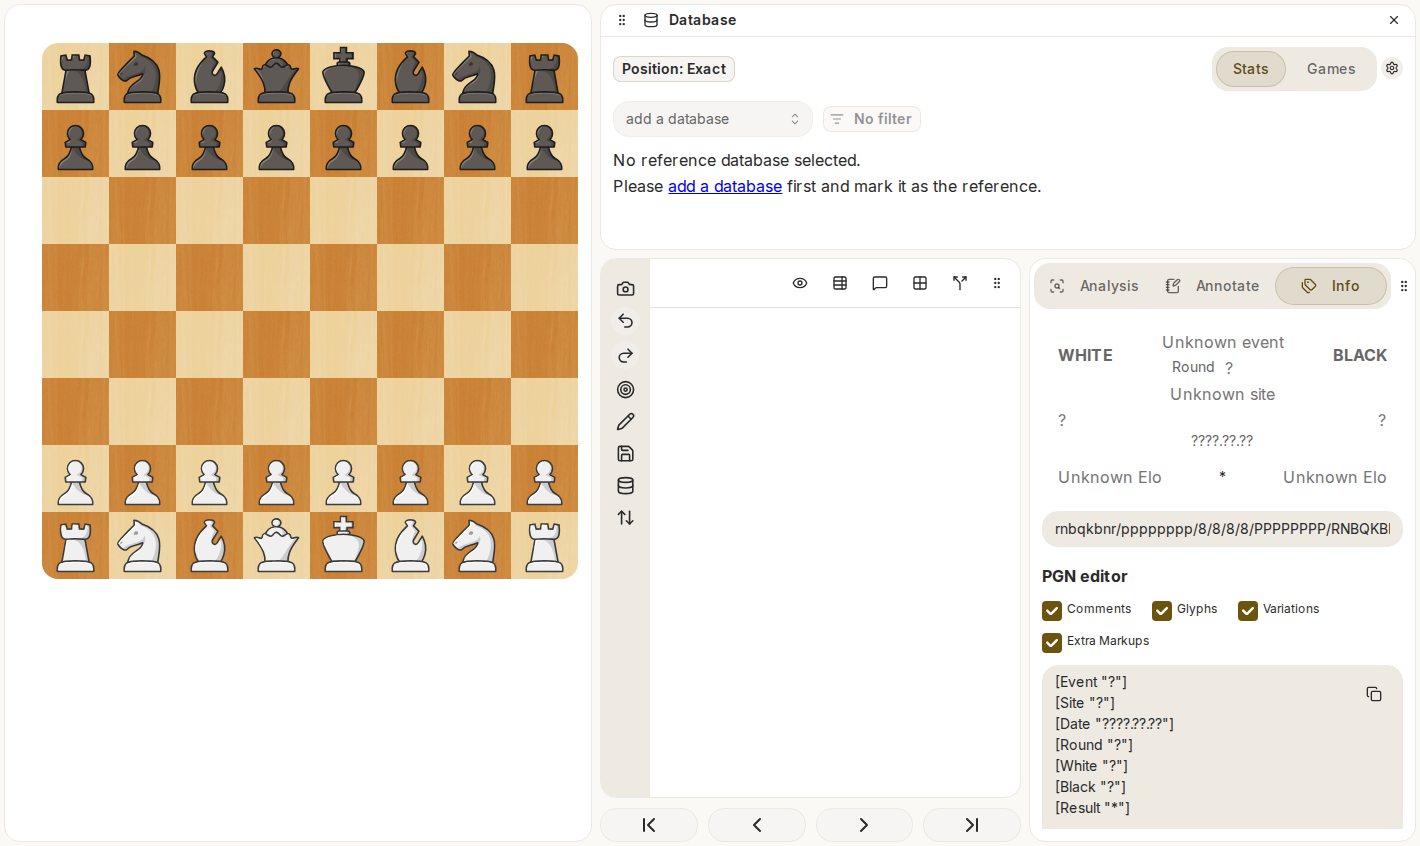 Database
Position: Exact
Stats
Games
add a database
No filter
No reference database selected.
Please add a database first and mark it as the reference.
Analysis
Annotate
Info
WHITE
Unknown event
BLACK
Round ?
Unknown site
?
?
????.??.??
Unknown Elo
*
Unknown Elo
rnbqkbnr/pppppppp/8/8/8/8/PPPPPPPP/RNBQKB
PGN editor
Comments
Glyphs
Variations
Extra Markups
[Event "?"]
[Site "?"]
[Date "????.??.??"]
[Round "?"]
[White "?"]
[Black "?"]
[Result "*"]